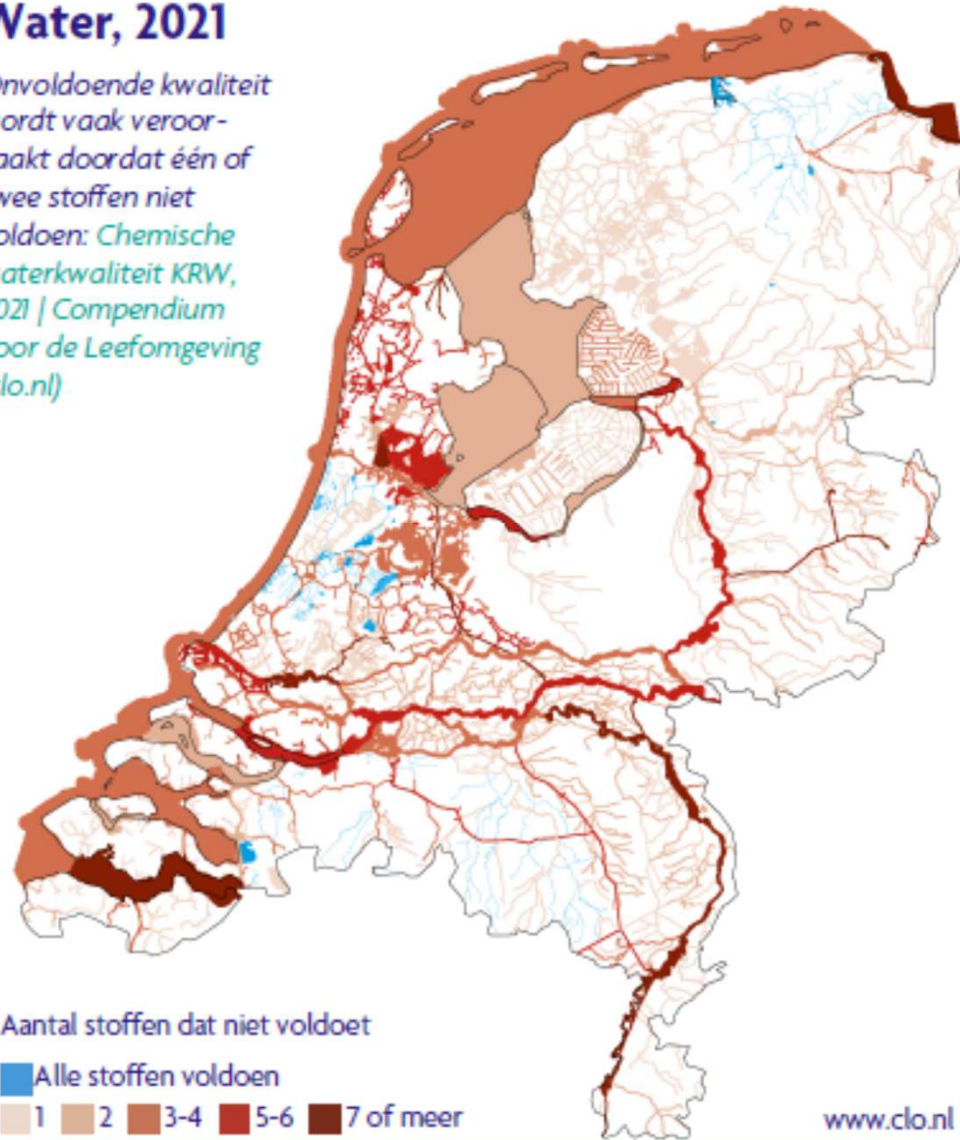 Water, 2021
Onvoldoende kwaliteit
ordt vaak veroor-
aakt doordat één of
wee stoffen niet
oldoen: Chemische
aterkwaliteit KRW,
021 | Compendium
oor de Leefomgeving
clo.nl)
Aantal stoffen dat niet voldoet
Alle stoffen voldoen
1 2 3-4 5-6 7 of meer
www.clo.nl